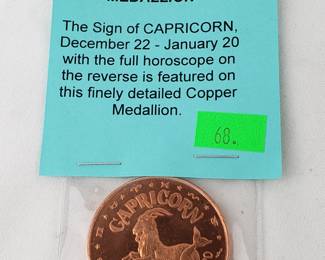 MEDALLION
The Sign of CAPRICORN,
December 22 - January 20
with the full horoscope on
the reverse is featured on
this finely detailed Copper
Medallion.
68.
CAPRICORN